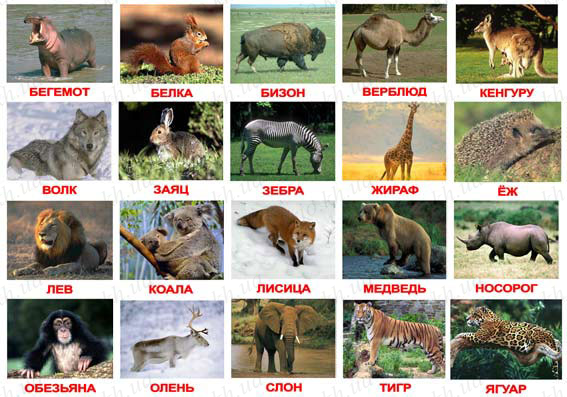 БЕГЕМОТ
БЕЛКА
БИЗОН
ВЕРБЛЮД
КЕНГУРУ
ВОЛК
ЗАЯЦ
ЗЕБРА
ЖИРАФ
ЁЖ
ЛЕВ
КОАЛА
ЛИСИЦА
МЕДВЕДЬ
НОСОРОГ
ОБЕЗЬЯНА
ОЛЕНЬ
СЛОН
ТИГР
ЯГУАР